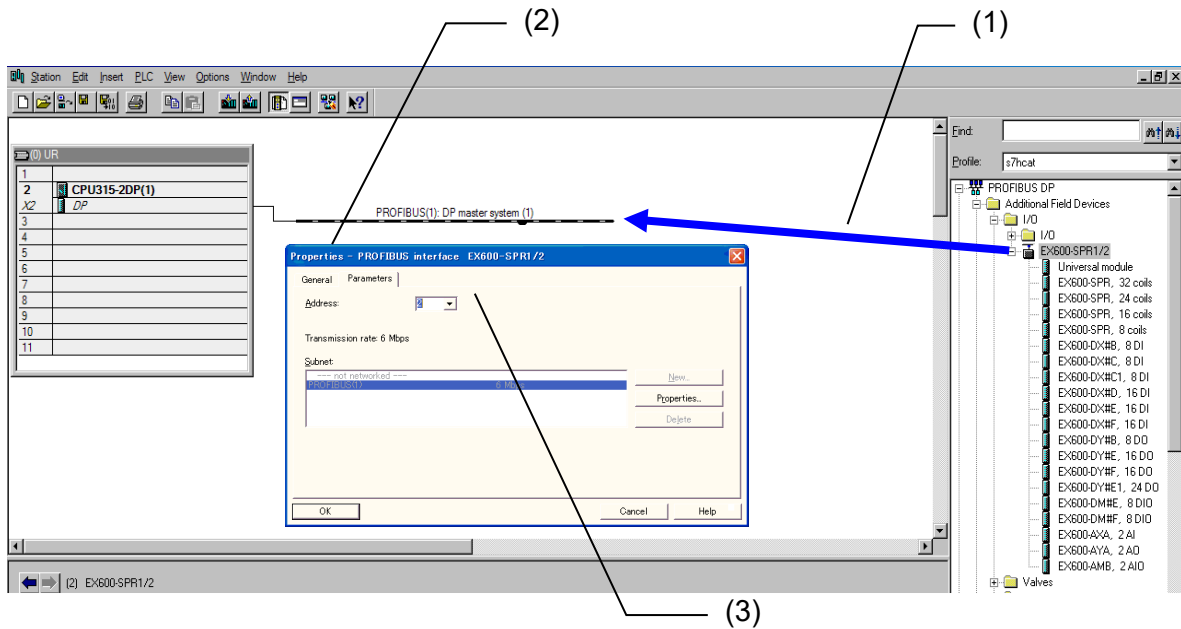 (2)
(1)
Station Edit Insert PLC View Options Window Help
Find:
Profile: s7hcat
(0) UR
1
2 CPU315-2DP(1)
X2 DP
3
4
5
6
7
8
9
10
11
PROFIBUS(1): DP master system (1)
Properties - PROFIBUS interface EX600-SPR1/2
General Parameters
Address:
Transmission rate: 6 Mbps
Subnet:
--- not networked ---
PROFIBUS(1) 6 Mbps
New..
Properties..
Delete
OK Cancel Help
PROFIBUS DP
Additional Field Devices
I/O
I/O
EX600-SPR1/2
Universal module
EX600-SPR, 32 coils
EX600-SPR, 24 coils
EX600-SPR, 16 coils
EX600-SPR, 8 coils
EX600-DX#B, 8 DI
EX600-DX#C, 8 DI
EX600-DX#C1, 8 DI
EX600-DX#D, 16 DI
EX600-DX#E, 16 DI
EX600-DX#F, 16 DI
EX600-DY#B, 8 DO
EX600-DY#E, 16 DO
EX600-DY#F, 16 DO
EX600-DY#E1, 24 DO
EX600-DM#E, 8 DIO
EX600-DM#F, 8 DIO
EX600-AXA, 2 AI
EX600-AYA, 2 AO
EX600-AMB, 2 AIO
Valves
(2) EX600-SPR1/2
(3)